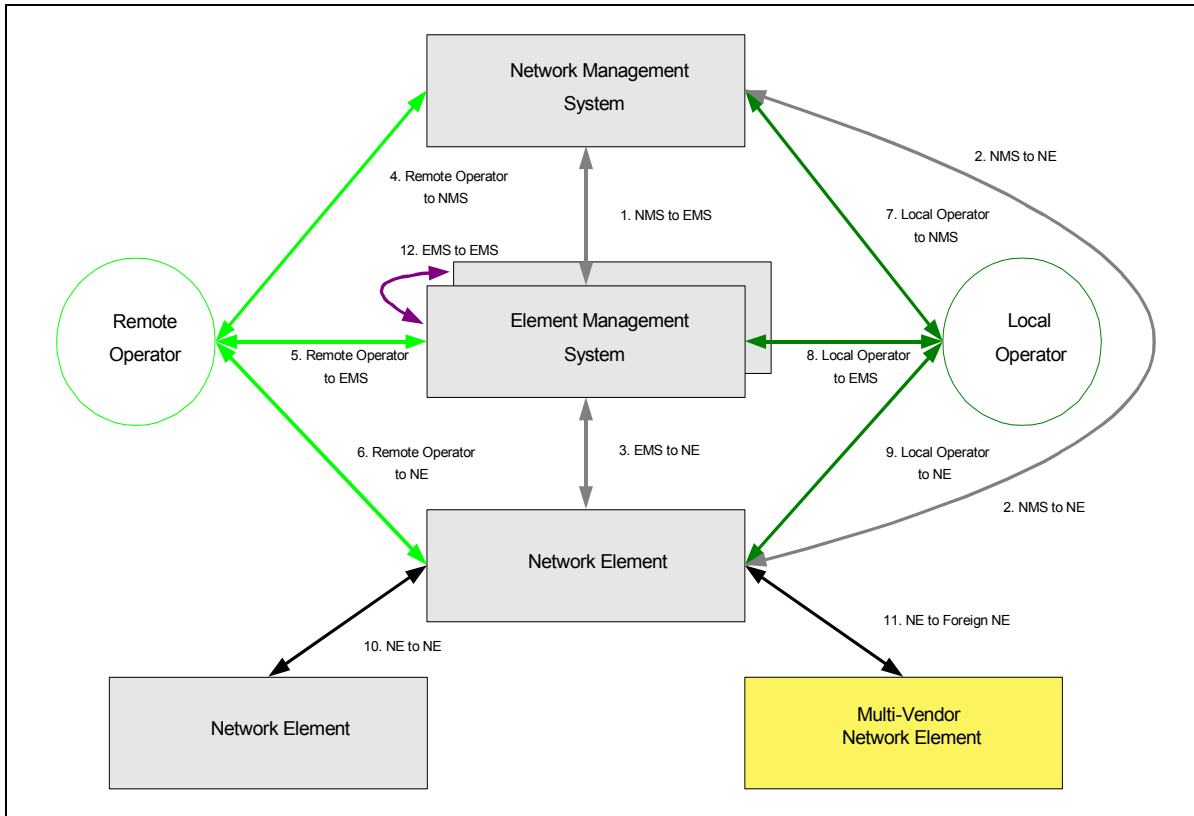 Network Management
System
2. NMS to NE
4. Remote Operator
to NMS
1. NMS to EMS
7. Local Operator
to NMS
12. EMS to EMS
Remote
Operator
Element Management
System
Local
Operator
5. Remote Operator
to EMS
8. Local Operator
to EMS
6. Remote Operator
to NE
3. EMS to NE
9. Local Operator
to NE
2. NMS to NE
Network Element
10. NE to NE
11. NE to Foreign NE
Network Element
Multi-Vendor
Network Element